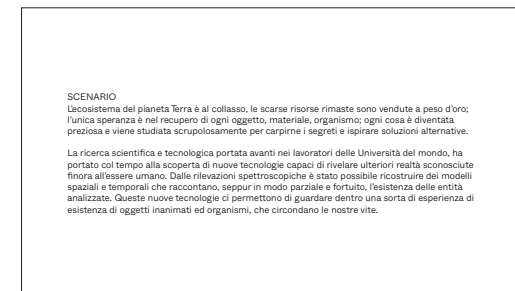 SCENARIO
L'ecosistema del pianeta Terra è al collasso, le scarse risorse rimaste sono vendute a peso d'oro;
l'unica speranza è nel recupero di ogni oggetto, materiale, organismo; ogni cosa è diventata
preziosa e viene studiata scrupolosamente per carpirne i segreti e ispirare soluzioni alternative.
La ricerca scientifica e tecnologica portata avanti nei lavoratori delle Università del mondo, ha
portato col tempo alla scoperta di nuove tecnologie capaci di rivelare ulteriori realtà sconosciute
finora all'essere umano. Dalle rilevazioni spettroscopiche è stato possibile ricostruire dei modelli
spaziali e temporali che raccontano, seppur in modo parziale e fortuito, l'esistenza delle entità
analizzate. Queste nuove tecnologie ci permettono di guardare dentro una sorta di esperienza di
esistenza di oggetti inanimati ed organismi, che circondano le nostre vite.